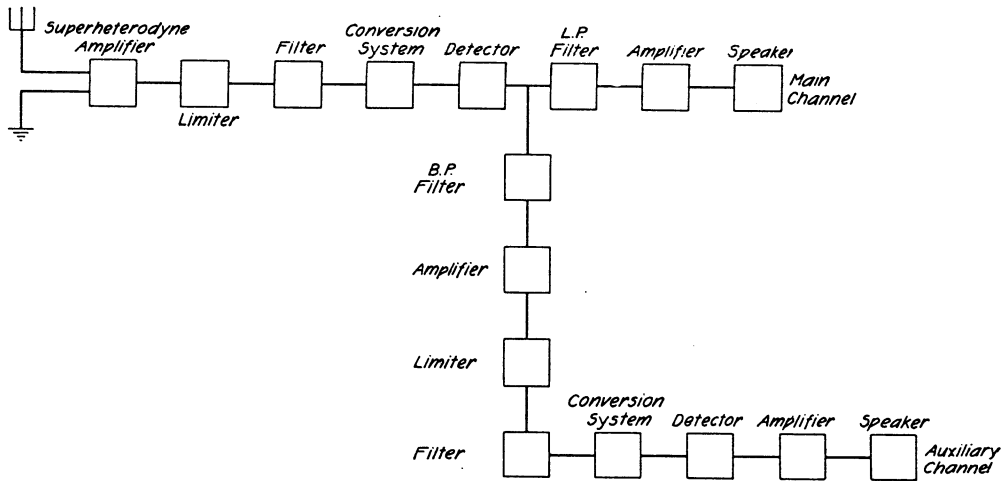 Superheterodyne
Amplifier
Limiter
Filter
Conversion
System
Detector
L.P.
Filter
Amplifier
Speaker
Main
Channel
B.P.
Filter
Amplifier
Limiter
Filter
Conversion
System
Detector
Amplifier
Speaker
Auxiliary
Channel